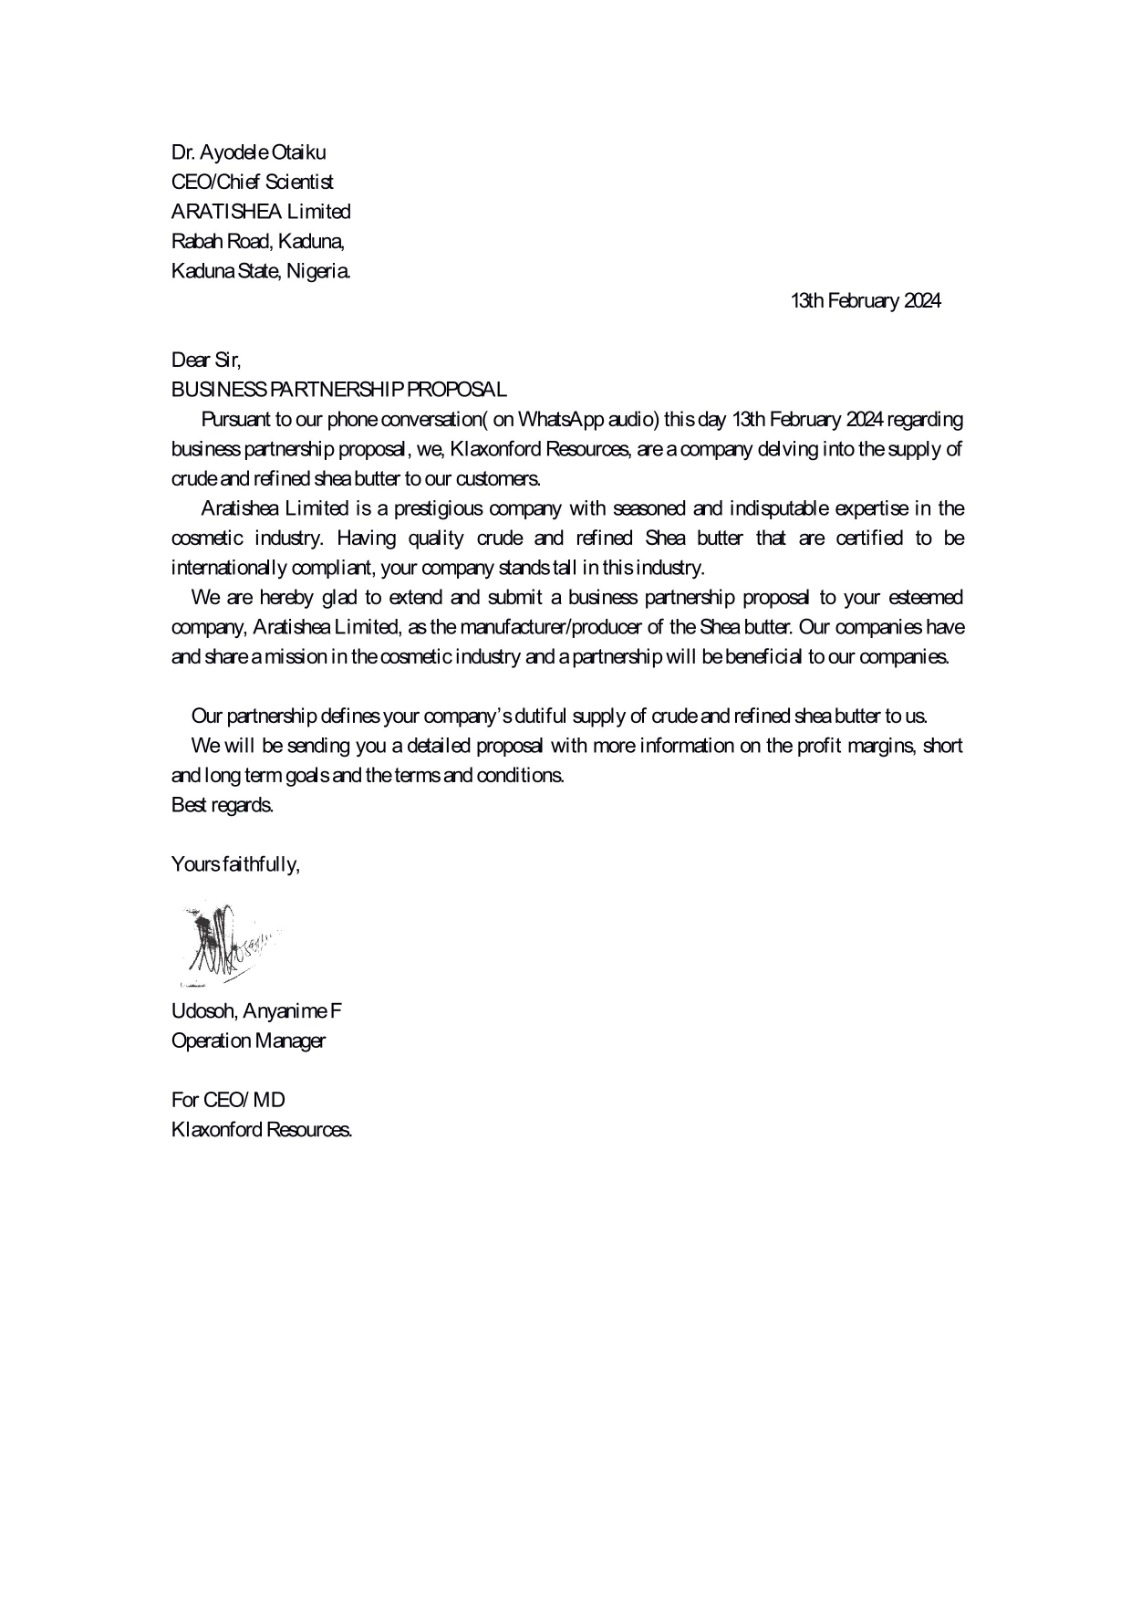 Dr. Ayodele Otaiku
CEO/Chief Scientist
ARATISHEA Limited
Rabah Road, Kaduna,
Kaduna State, Nigeria.
13th February 2024
Dear Sir,
BUSINESS PARTNERSHIP PROPOSAL
Pursuant to our phone conversation( on WhatsApp audio) this day 13th February 2024 regarding
business partnership proposal, we, Klaxonford Resources, are a company delving into the supply of
crude and refined shea butter to our customers.
Aratishea Limited is a prestigious company with seasoned and indisputable expertise in the
cosmetic industry. Having quality crude and refined Shea butter that are certified to be
internationally compliant, your company stands tall in this industry.
We are hereby glad to extend and submit a business partnership proposal to your esteemed
company, Aratishea Limited, as the manufacturer/producer of the Shea butter. Our companies have
and share a mission in the cosmetic industry and a partnership will be beneficial to our companies.
Our partnership defines your company's dutiful supply of crude and refined shea butter to us.
We will be sending you a detailed proposal with more information on the profit margins, short
and long term goals and the terms and conditions.
Best regards.
Yours faithfully,
Udosoh, Anyanime F
Operation Manager
For CEO/ MD
Klaxonford Resources.